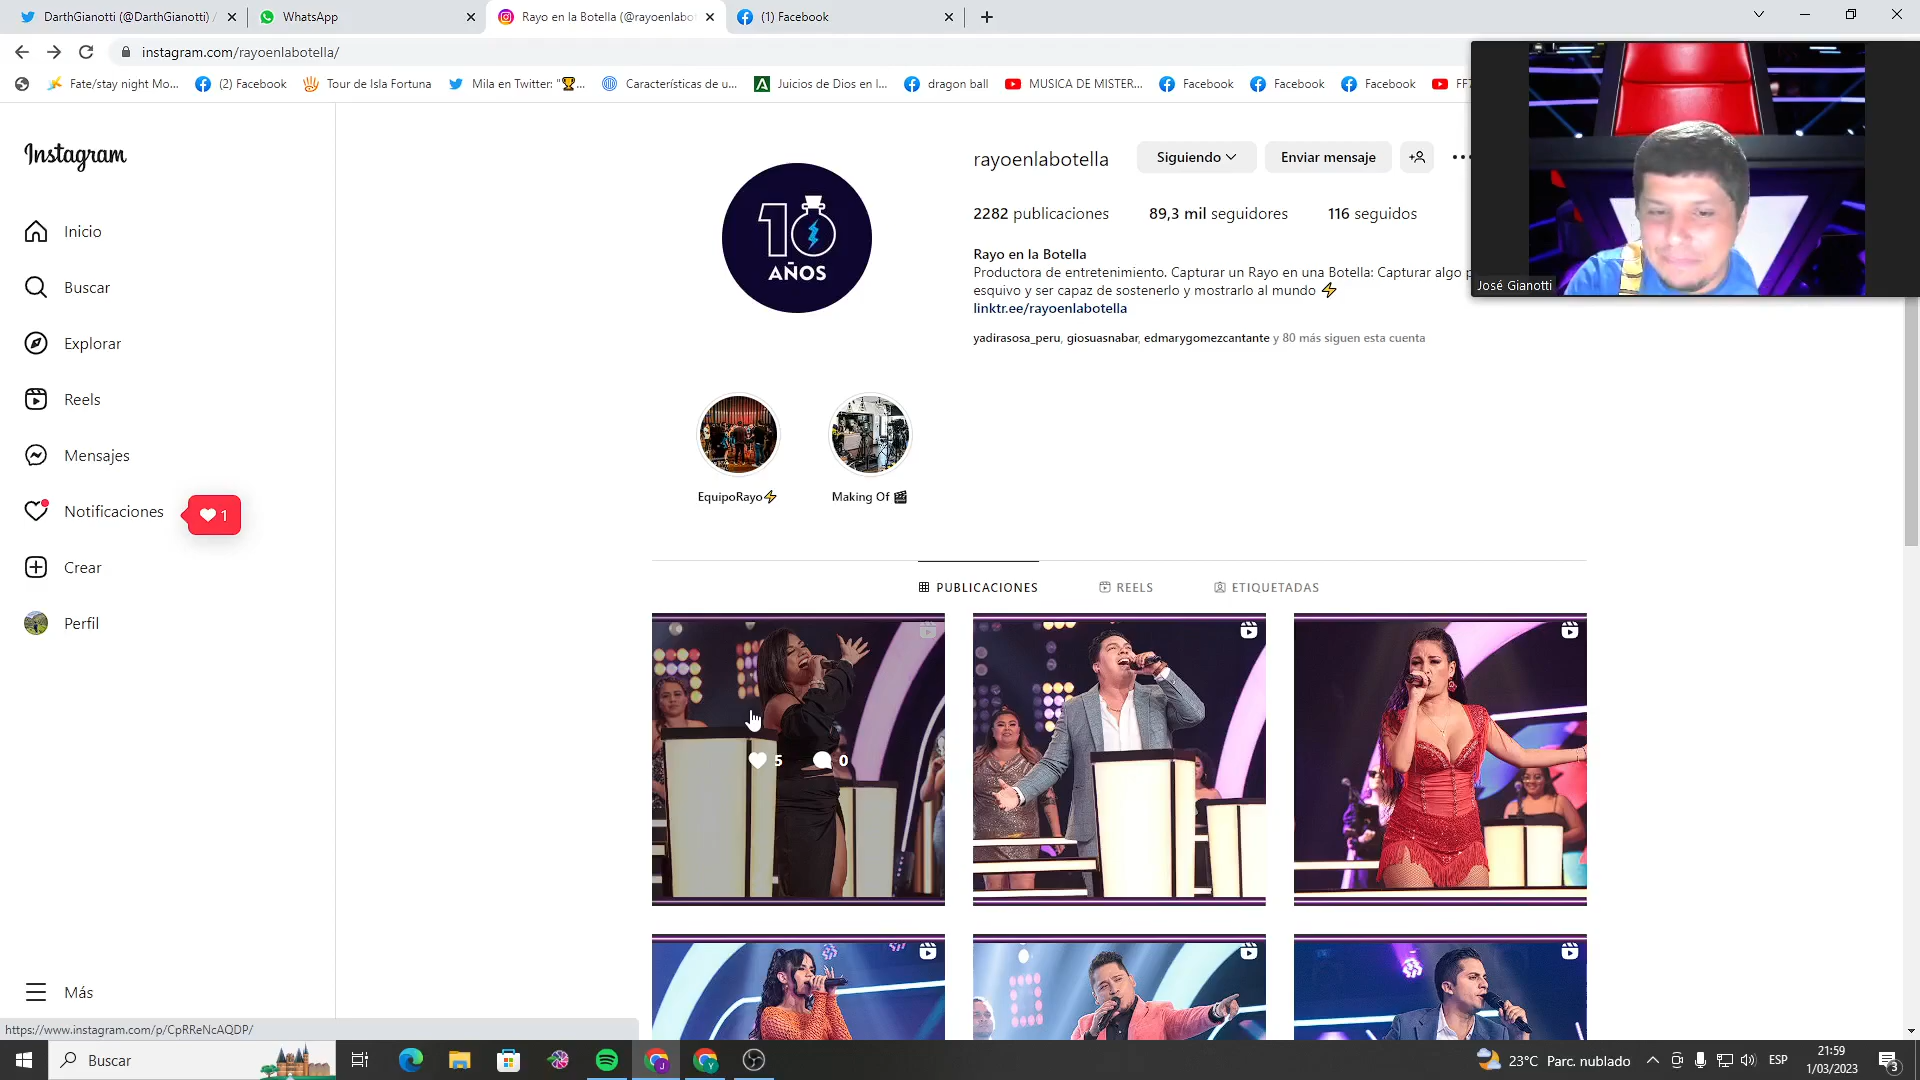 DarthGianotti (@DarthGianotti) /
WhatsApp
Rayo en la Botella (@rayoenlabot
(1) Facebook
instagram.com/rayoenlabotella/
Fate/stay night Mo...
(2) Facebook
Tour de Isla Fortuna
Mila en Twitter: "🏆...
Características de u...
Juicios de Dios en l...
dragon ball
MUSICA DE MISTER...
Facebook
Facebook
Facebook
José Gianotti
Instagram
Inicio
Buscar
Explorar
Reels
Mensajes
Notificaciones
1
Crear
Perfil
Más
10
AÑOS
rayoenlabotella
Siguiendo
Enviar mensaje
2282 publicaciones 89,3 mil seguidores 116 seguidos
Rayo en la Botella
Productora de entretenimiento. Capturar un Rayo en una Botella: Capturar algo
esquivo y ser capaz de sostenerlo y mostrarlo al mundo ⚡
linktr.ee/rayoenlabotella
yadirasosa_peru, giosuasnabar, edmarygomezcantante y 80 más siguen esta cuenta
EquipoRayo⚡
Making Of 🎬
PUBLICACIONES
REELS
ETIQUETADAS
5
0
https://www.instagram.com/p/CpRReNcAQDP/
Buscar
23°C Parc. nublado
ESP
21:59
1/03/2023
3